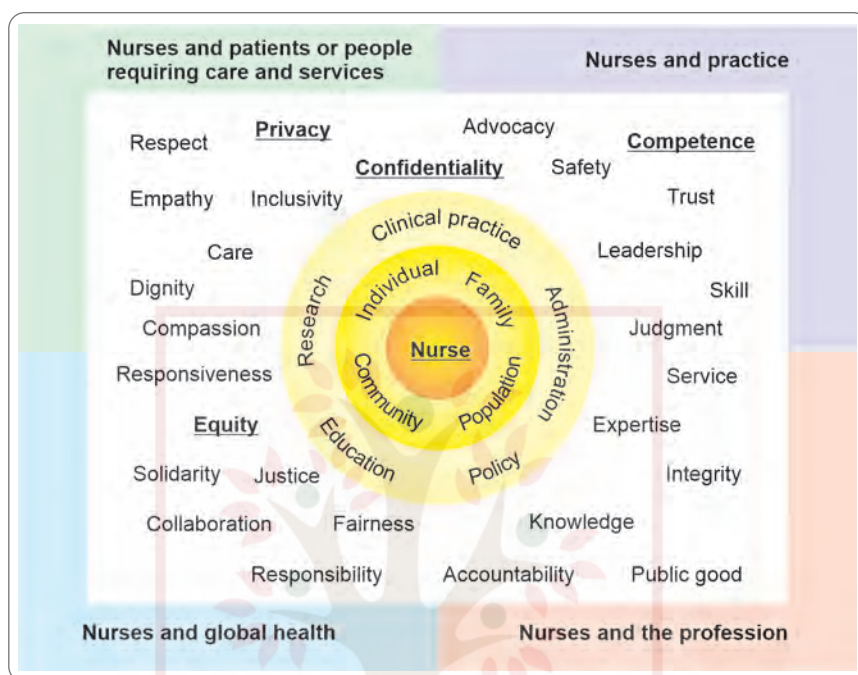 Nurses and patients or people
requiring care and services
Nurses and practice
Privacy
Advocacy
Respect
Competence
Confidentiality
Safety
Empathy
Inclusivity
Trust
Clinical practice
Care
Leadership
Individual
Family
Research
Administration
Dignity
Skill
Compassion
Judgment
Nurse
Responsiveness
Service
Community
Population
Equity
Expertise
Education
Policy
Solidarity
Justice
Integrity
Collaboration
Fairness
Knowledge
Responsibility
Accountability
Public good
Nurses and global health
Nurses and the profession